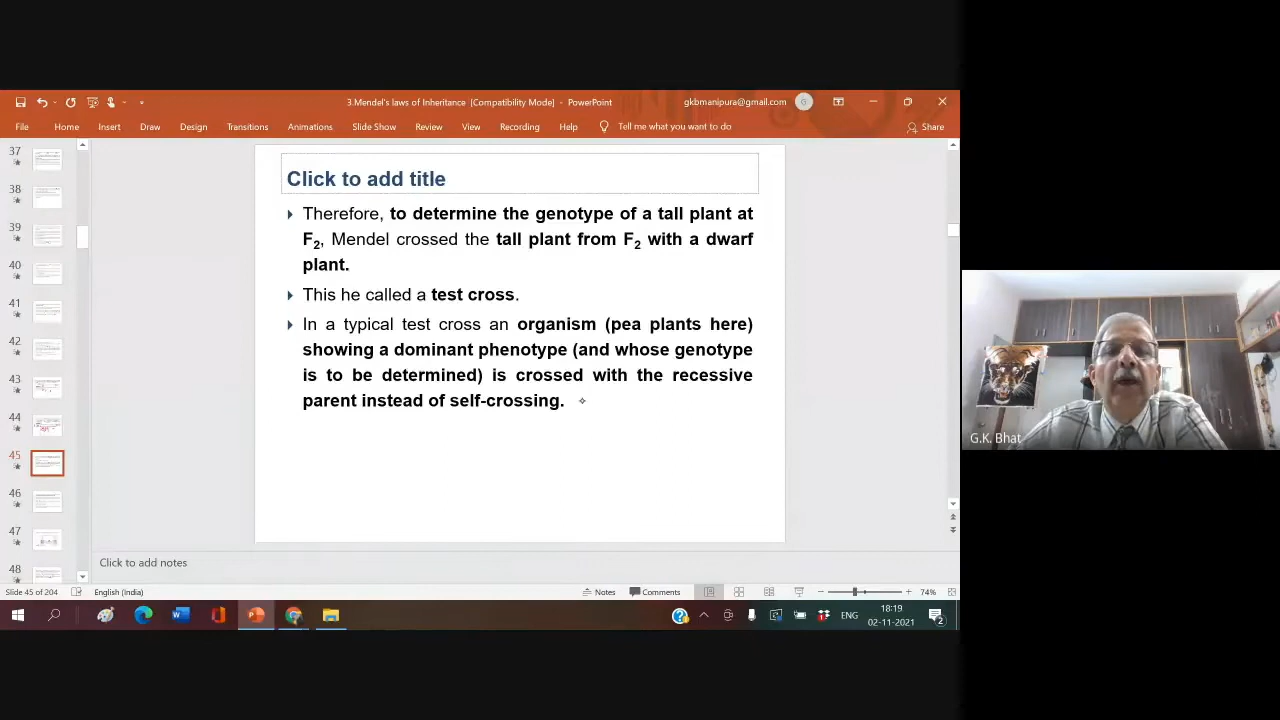 3.Mendel's laws of Inheritance [Compatibility Mode] - PowerPoint
gkbmanipura@gmail.com
G
File Home Insert Draw Design Transitions Animations Slide Show Review View Recording Help Tell me what you want to do Share
37
38
39
40
41
42
43
44
45
46
47
48
Click to add title
Therefore, to determine the genotype of a tall plant at
F2, Mendel crossed the tall plant from F2 with a dwarf
plant.
This he called a test cross.
In a typical test cross an organism (pea plants here)
showing a dominant phenotype (and whose genotype
is to be determined) is crossed with the recessive
parent instead of self-crossing.
Click to add notes
G.K. Bhat
Slide 45 of 204 English (India) Notes Comments 74%
ENG
18:19
02-11-2021
2